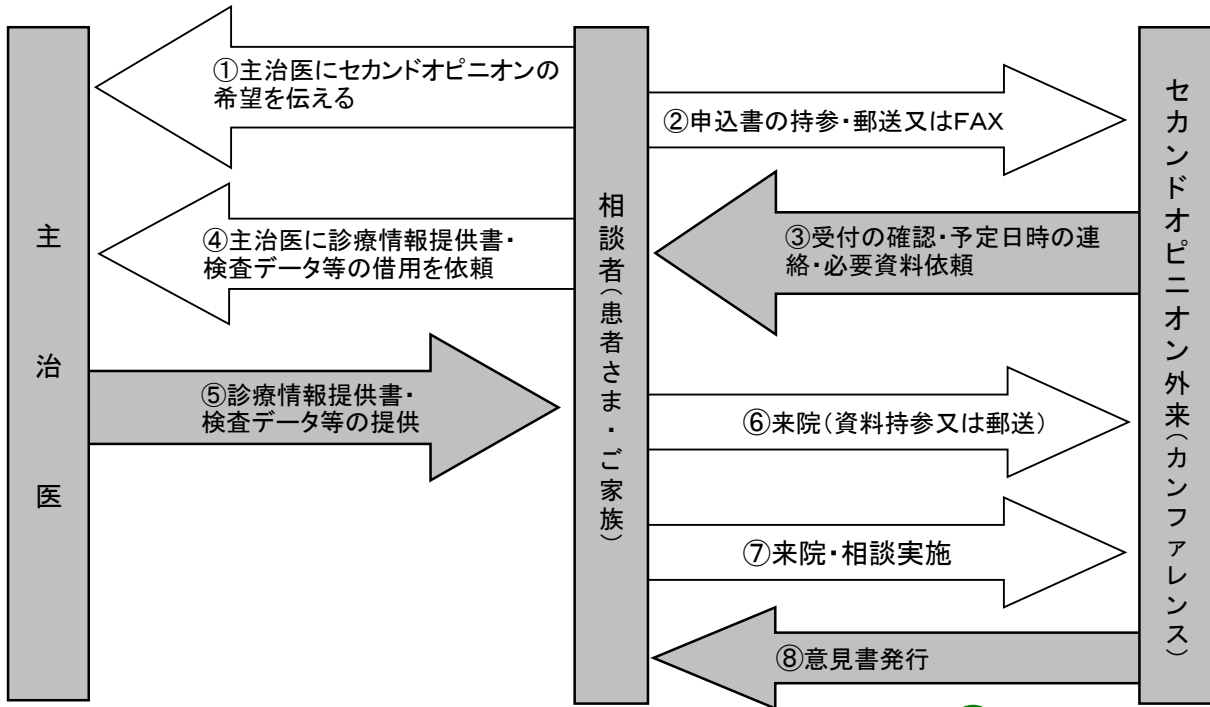 主治医
①主治医にセカンドオピニオンの
希望を伝える
④主治医に診療情報提供書・
検査データ等の借用を依頼
⑤診療情報提供書・
検査データ等の提供
相談者(患者さま・ご家族)
②申込書の持参・郵送又はFAX
③受付の確認・予定日時の連
絡・必要資料依頼
⑥来院(資料持参又は郵送)
⑦来院・相談実施
⑧意見書発行
セカンドオピニオン外来(カンファレンス)